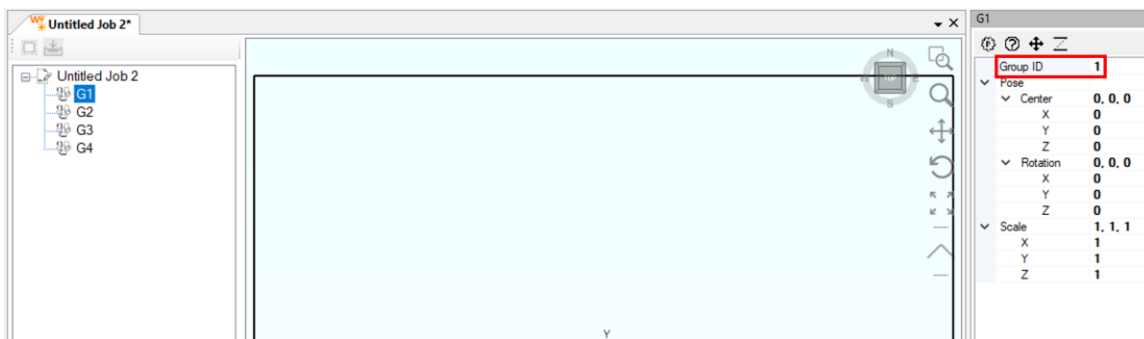 Untitled Job 2*
Untitled Job 2
G1
G2
G3
G4
N
W
TOP
E
S
Y
G1
Group ID 1
Pose
Center 0, 0, 0
X 0
Y 0
Z 0
Rotation 0, 0, 0
X 0
Y 0
Z 0
Scale 1, 1, 1
X 1
Y 1
Z 1